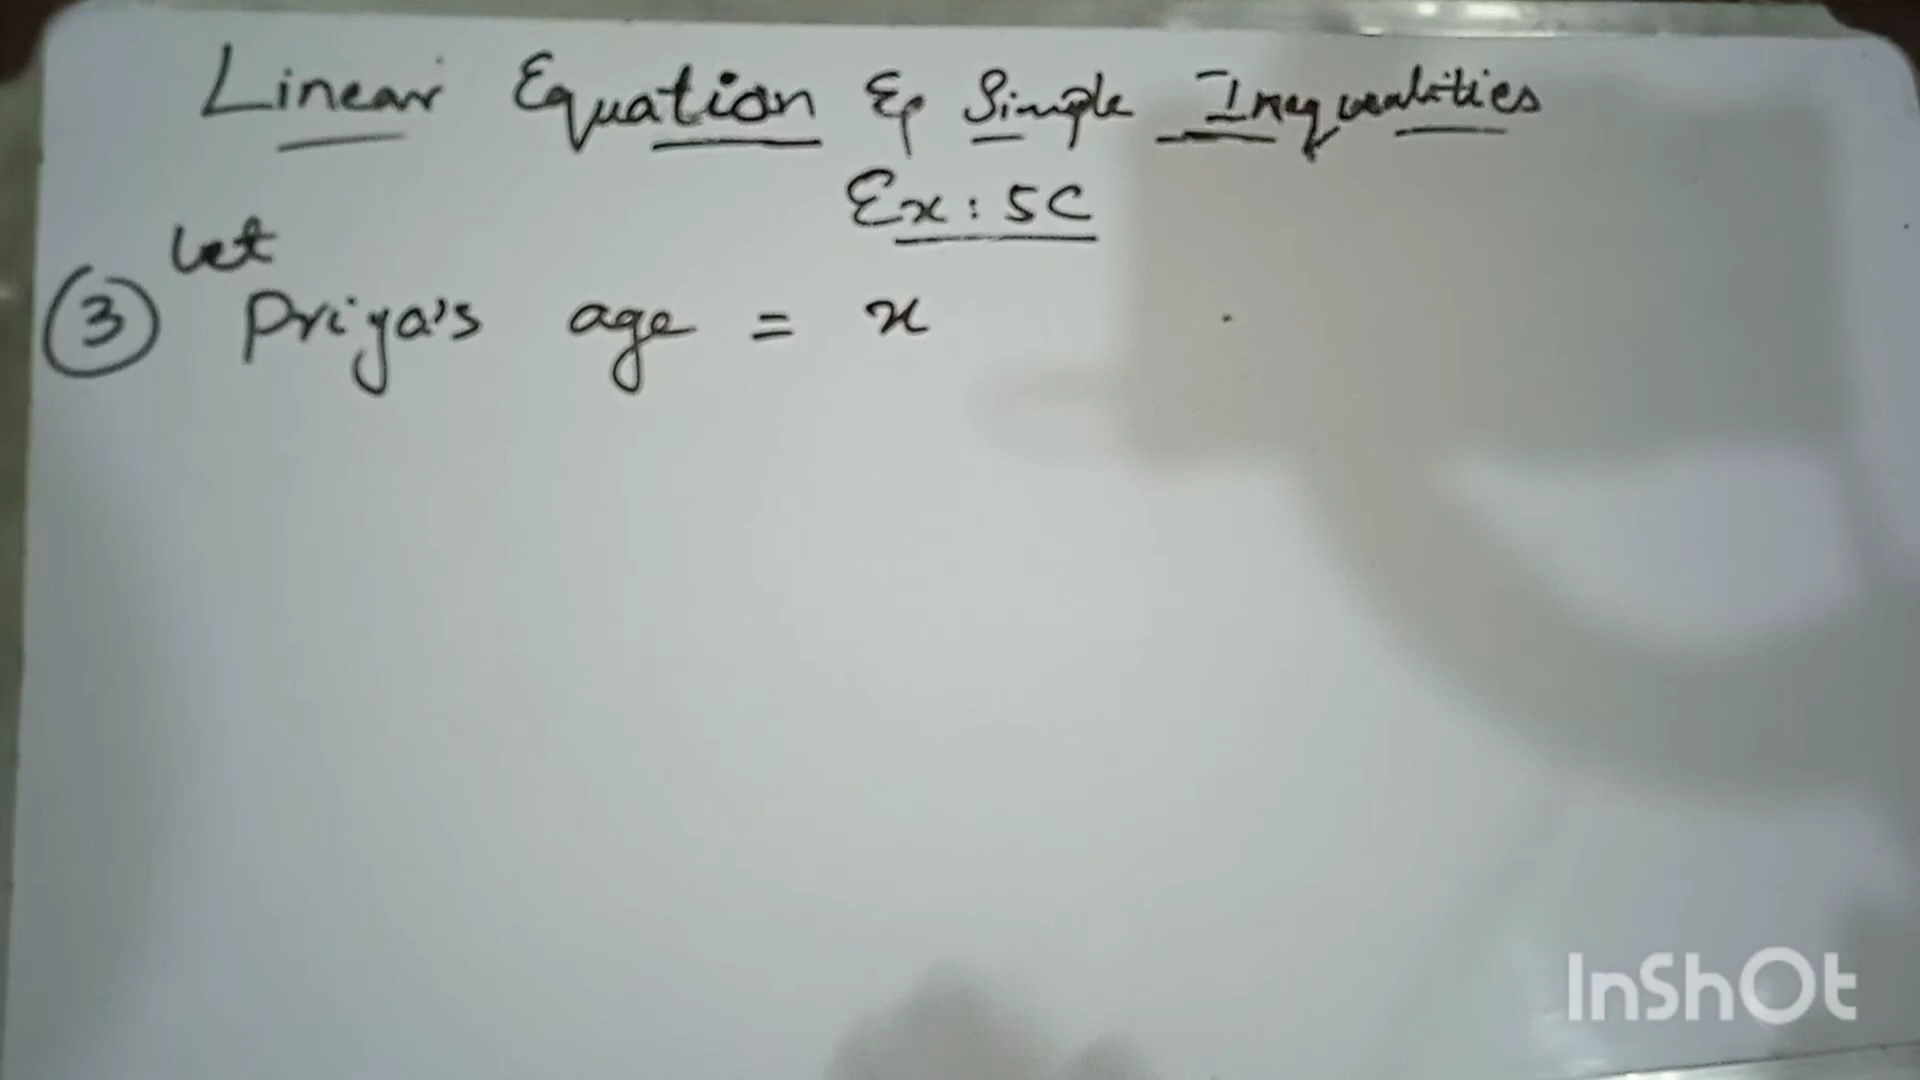 Linear Equation & Simple Inequalities
Ex: 5C
let
③ Priya's age = x
InShOt